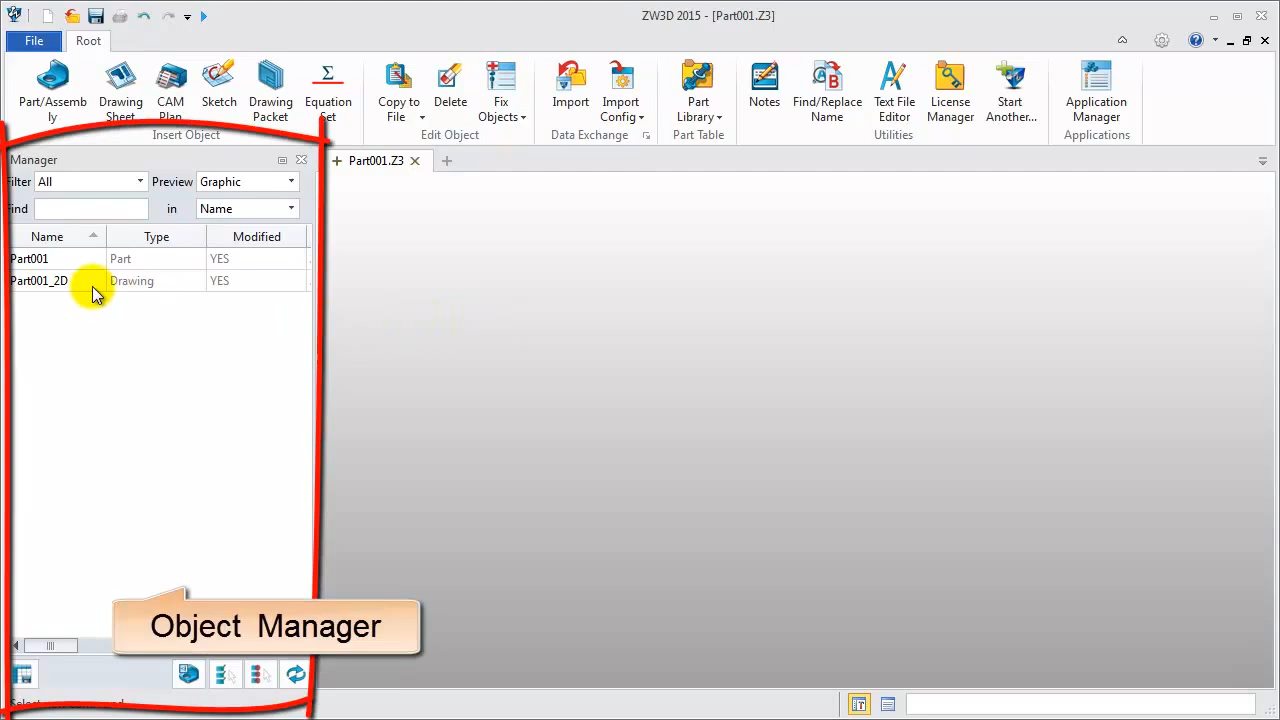 ZW3D 2015 - [Part001.Z3]
File Root
Part/Assembly
Drawing Sheet
CAM Plan
Sketch
Drawing Packet
Equation Set
Insert Object
Copy to File
Delete
Fix Objects
Edit Object
Import
Import Config
Data Exchange
Part Library
Part Table
Notes
Find/Replace Name
Text File Editor
License Manager
Start Another...
Utilities
Application Manager
Applications
Manager
Part001.Z3
Filter All Preview Graphic
Find in Name
Name Type Modified
Part001 Part YES
Part001_2D Drawing YES
Object Manager